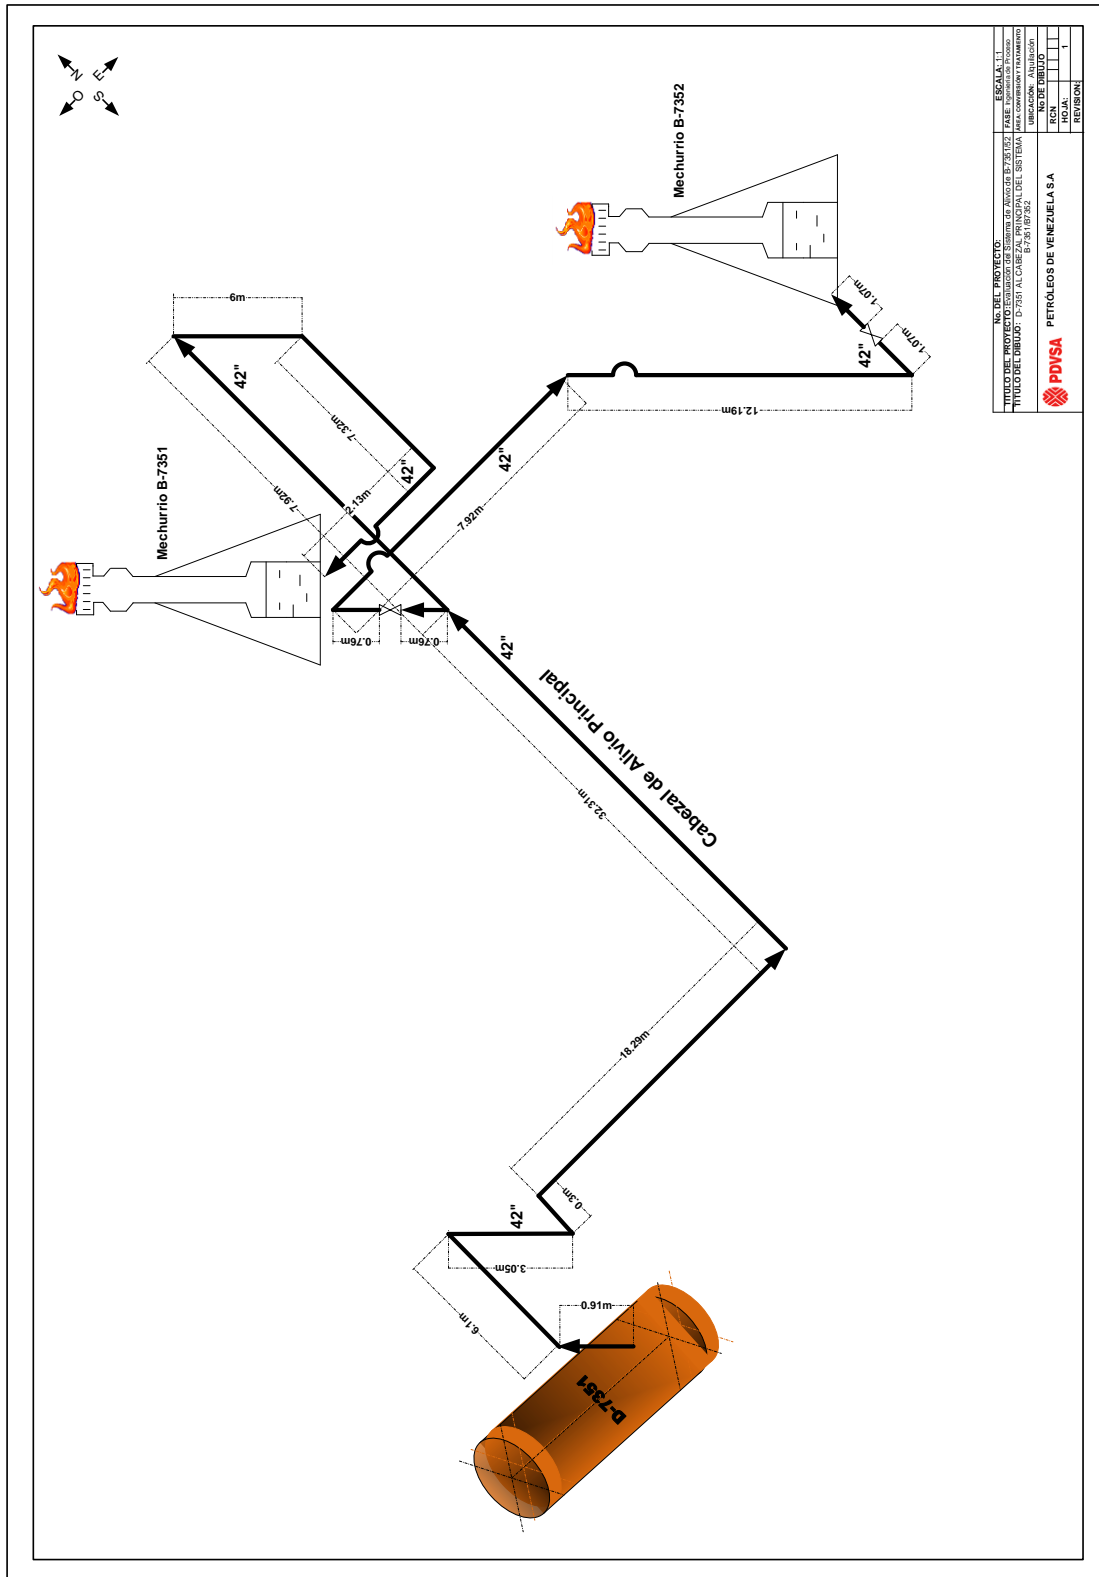 N
E
O
S
No. DEL PROYECTO:
TITULO DEL PROYECTO: Evaluación del Sistema de Alivio de B-7351/52
TITULO DEL DIBUJO: D-7351 AL CABEZAL PRINCIPAL DEL SISTEMA
B-7351/B7352
ESCALA: 1:1
FASE: Ingeniería de Proceso
AREA: CONVERSIÓN Y TRATAMIENTO
UBICACIÓN: Alquilación
No DE DIBUJO
RCN
HOJA: 1
REVISION:
PDVSA
PETRÓLEOS DE VENEZUELA S.A
Mechurrio B-7352
Mechurrio B-7351
6m
42"
7.32m
7.92m
2.13m
42"
0.76m
0.76m
42"
7.92m
42"
12.19m
42"
1.07m
1.07m
Cabezal de Alivio Principal
32.31m
18.29m
0.3m
42"
3.05m
6.1m
0.91m
D-7351